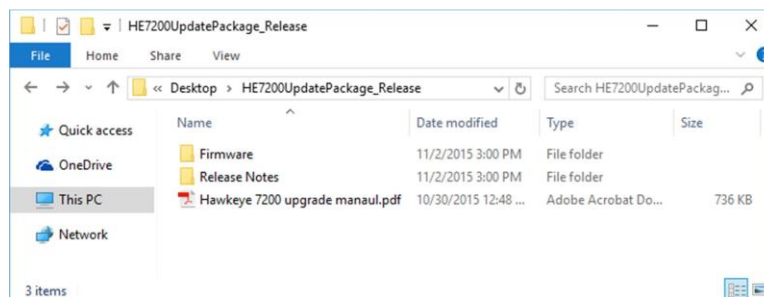 HE7200UpdatePackage_Release
File Home Share View
« Desktop › HE7200UpdatePackage_Release Search HE7200UpdatePackag...
Quick access
OneDrive
This PC
Network
Name Date modified Type Size
Firmware 11/2/2015 3:00 PM File folder
Release Notes 11/2/2015 3:00 PM File folder
Hawkeye 7200 upgrade manaul.pdf 10/30/2015 12:48 ... Adobe Acrobat Do... 736 KB
3 items